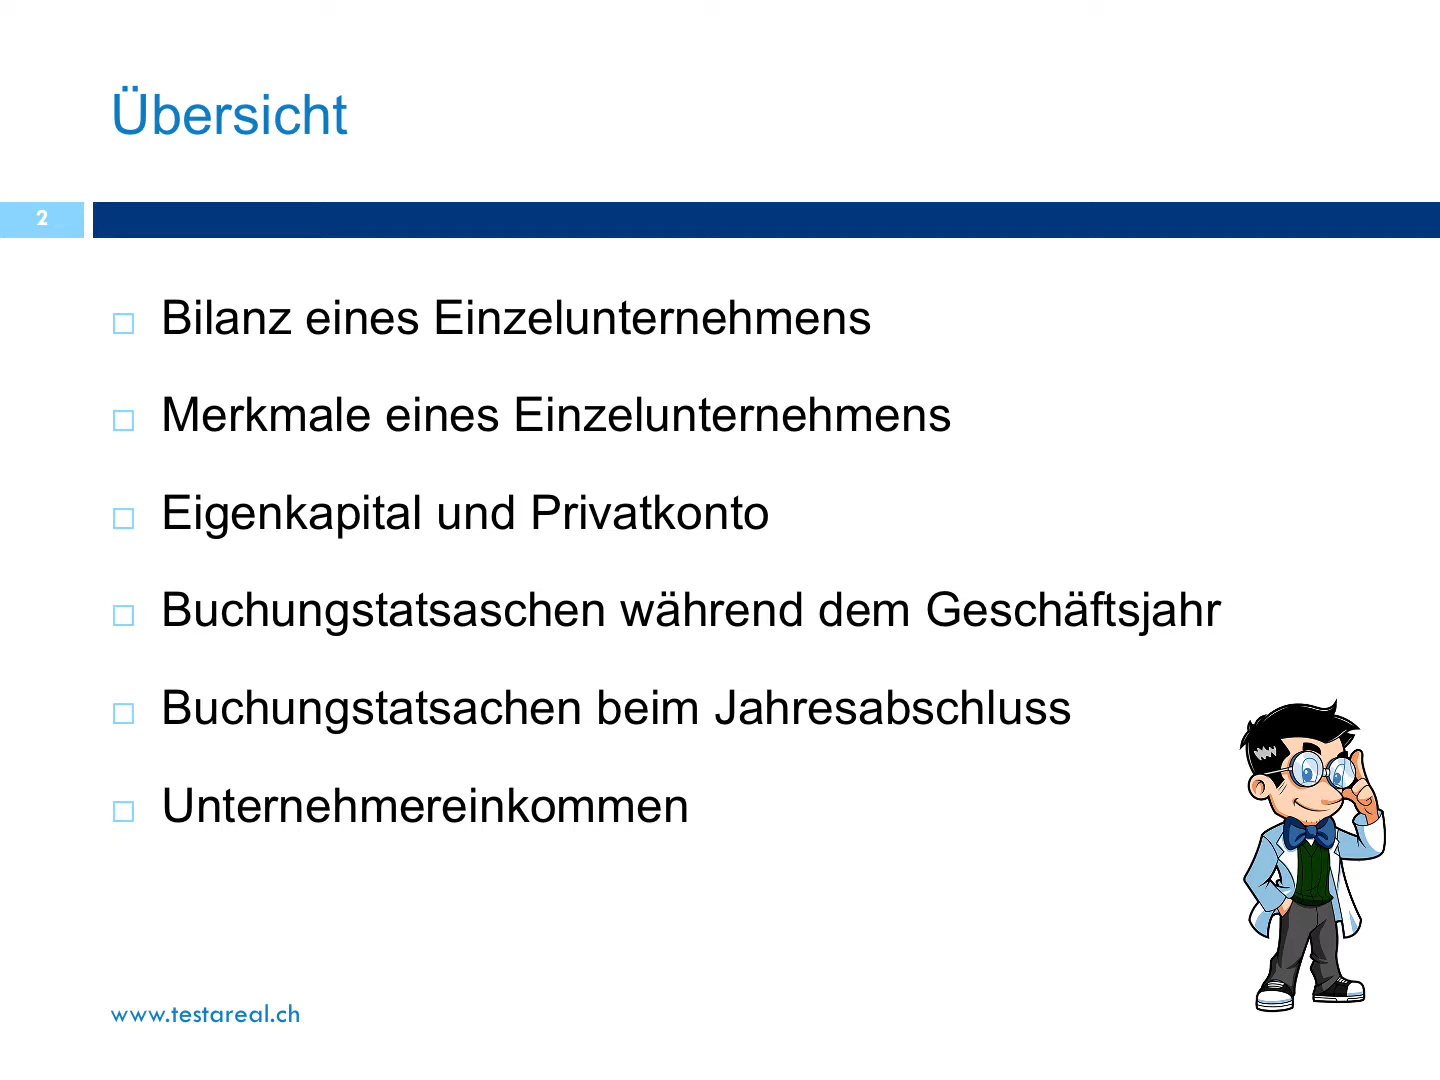 Übersicht
2
Bilanz eines Einzelunternehmens
Merkmale eines Einzelunternehmens
Eigenkapital und Privatkonto
Buchungstatsaschen während dem Geschäftsjahr
Buchungstatsachen beim Jahresabschluss
Unternehmereinkommen
www.testareal.ch